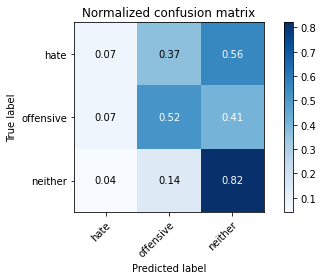 Normalized confusion matrix
True label
hate 0.07 0.37 0.56
offensive 0.07 0.52 0.41
neither 0.04 0.14 0.82
hate offensive neither
Predicted label
0.8
0.7
0.6
0.5
0.4
0.3
0.2
0.1